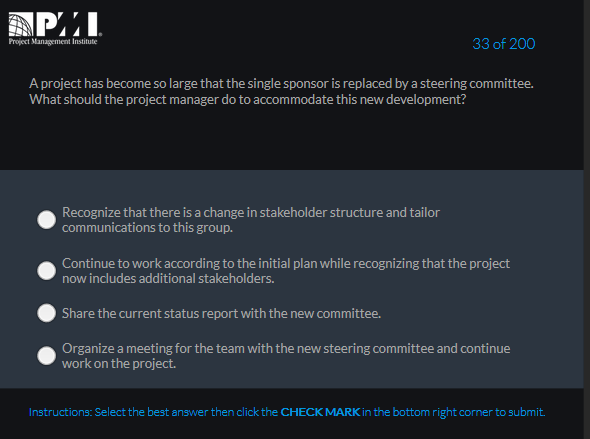 PMI®
Project Management Institute
33 of 200
A project has become so large that the single sponsor is replaced by a steering committee.
What should the project manager do to accommodate this new development?
Recognize that there is a change in stakeholder structure and tailor
communications to this group.
Continue to work according to the initial plan while recognizing that the project
now includes additional stakeholders.
Share the current status report with the new committee.
Organize a meeting for the team with the new steering committee and continue
work on the project.
Instructions: Select the best answer then click the CHECK MARK in the bottom right corner to submit.